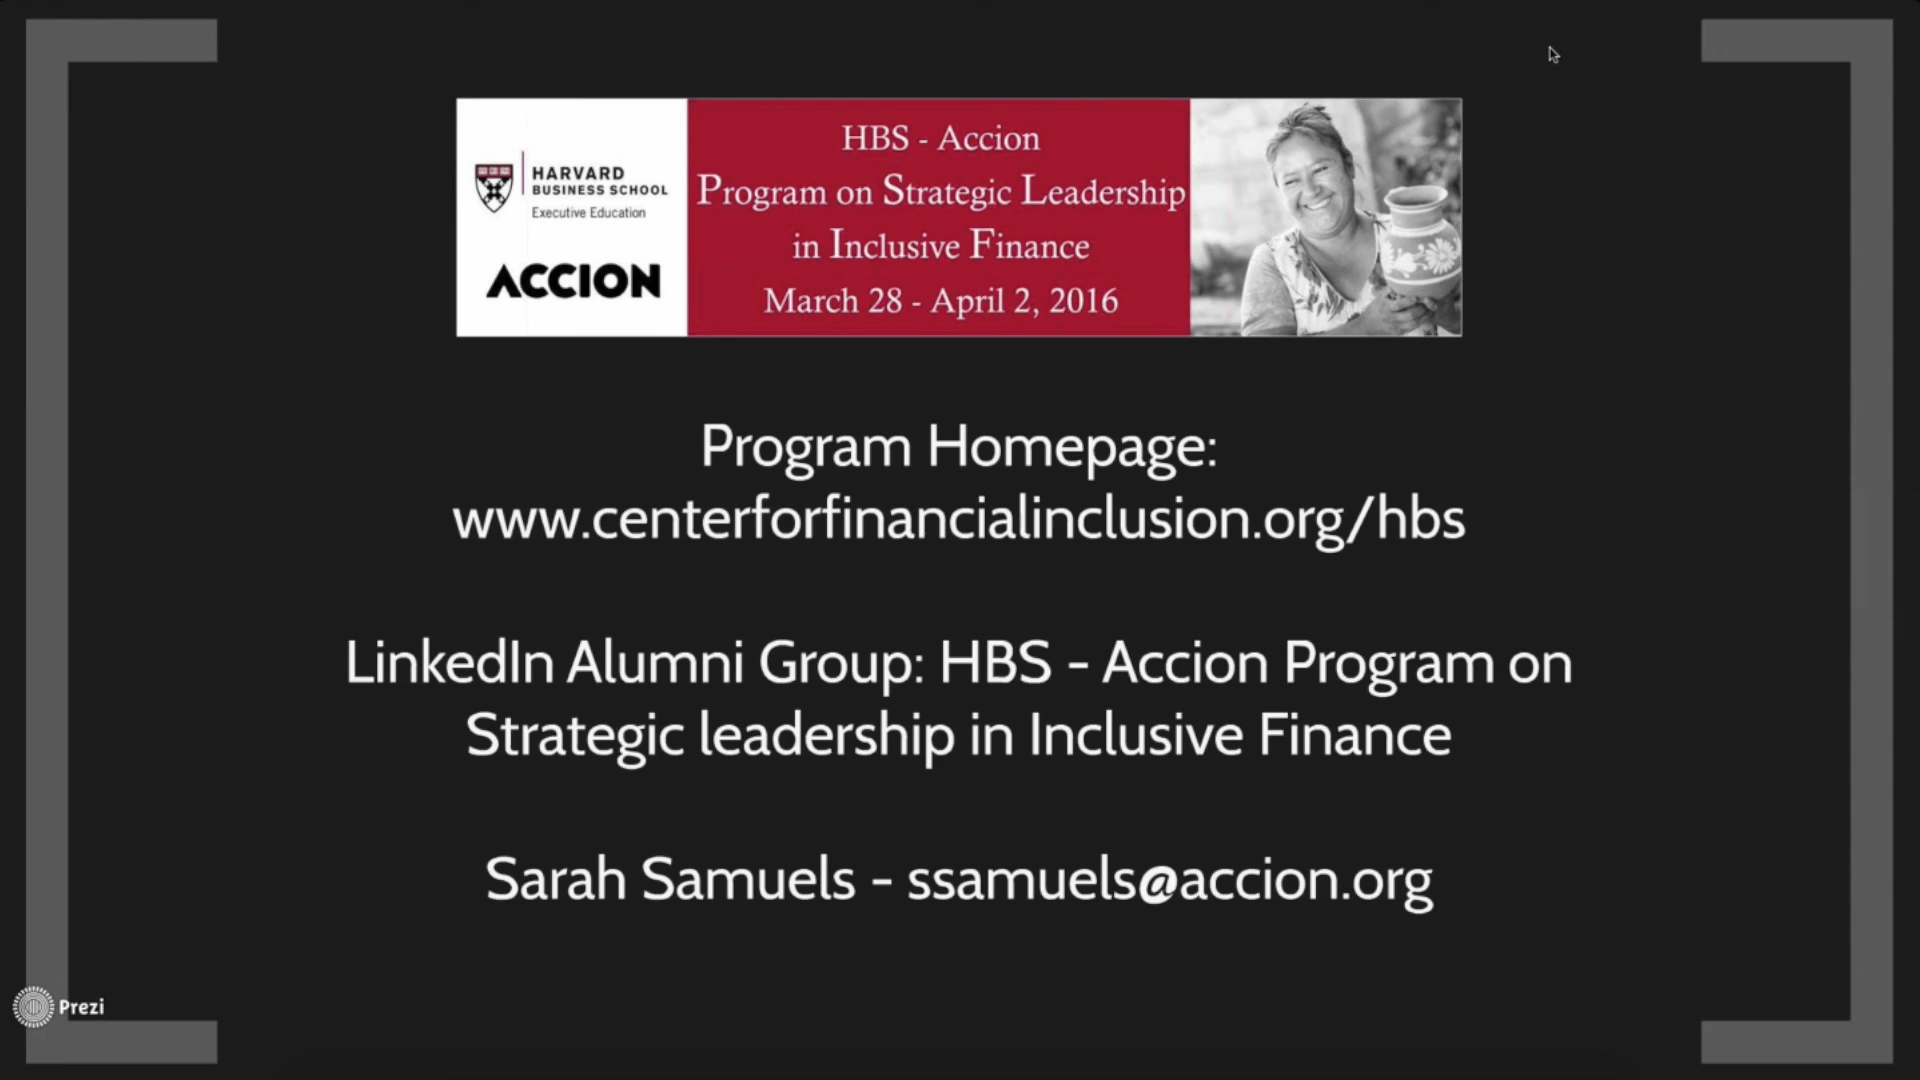 HARVARD
BUSINESS SCHOOL
Executive Education
ACCION
HBS - Accion
Program on Strategic Leadership
in Inclusive Finance
March 28 - April 2, 2016
Program Homepage:
www.centerforfinancialinclusion.org/hbs
LinkedIn Alumni Group: HBS - Accion Program on
Strategic leadership in Inclusive Finance
Sarah Samuels - ssamuels@accion.org
Prezi